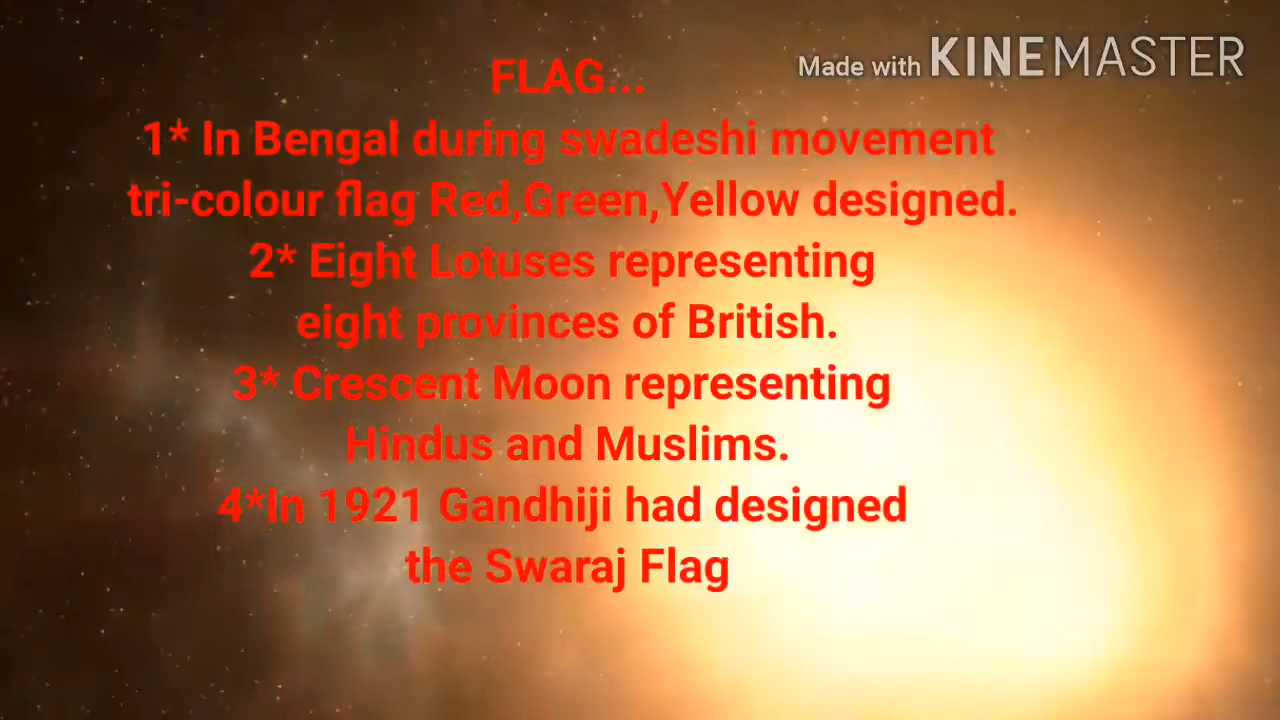 Made with KINEMASTER
FLAG...
1* In Bengal during swadeshi movement
tri-colour flag Red,Green,Yellow designed.
2* Eight Lotuses representing
eight provinces of British.
3* Crescent Moon representing
Hindus and Muslims.
4*In 1921 Gandhiji had designed
the Swaraj Flag